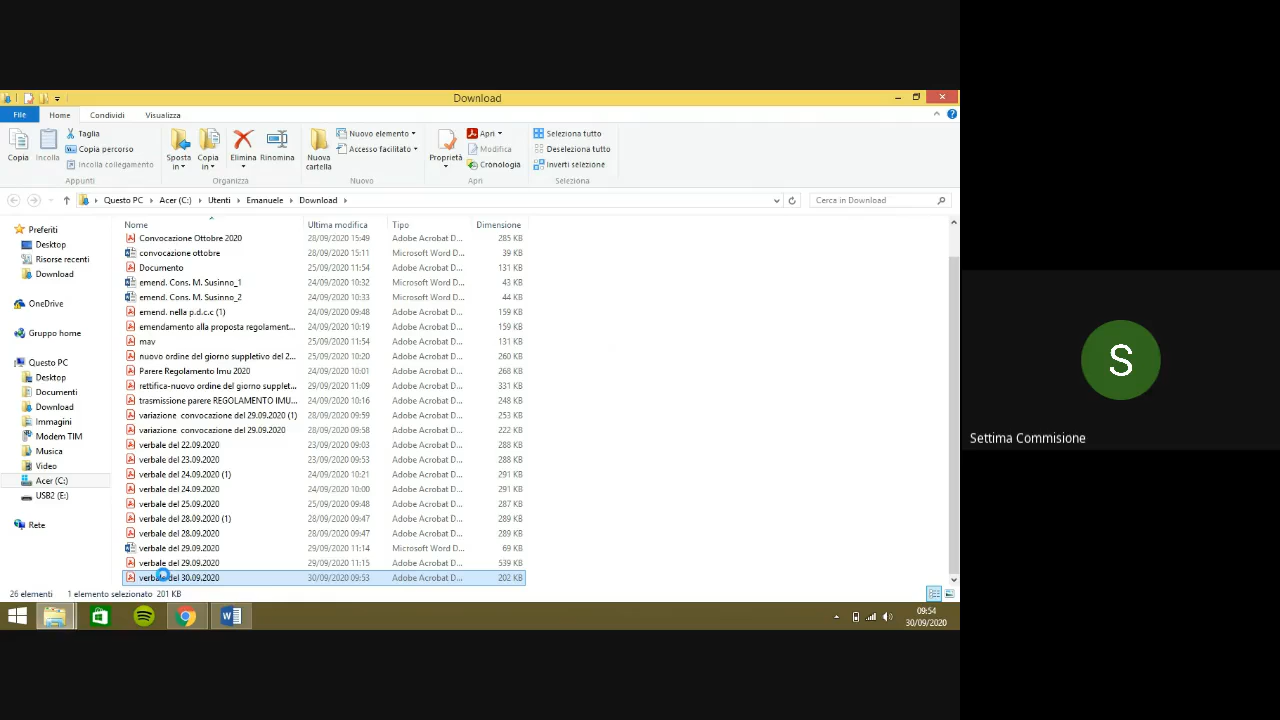 Download
File Home Condividi Visualizza
Copia Incolla Taglia Copia percorso Incolla collegamento
Sposta in Copia in Elimina Rinomina
Nuova cartella Nuovo elemento Accesso facilitato
Proprietà Apri Modifica Cronologia
Seleziona tutto Deseleziona tutto Inverti selezione
Appunti Organizza Nuovo Apri Seleziona
Questo PC Acer (C:) Utenti Emanuele Download
Cerca in Download
Preferiti
Desktop
Risorse recenti
Download
OneDrive
Gruppo home
Questo PC
Desktop
Documenti
Download
Immagini
Modem TIM
Musica
Video
Acer (C:)
USB2 (E:)
Rete
Nome Ultima modifica Tipo Dimensione
Convocazione Ottobre 2020 28/09/2020 15:49 Adobe Acrobat D... 285 KB
convocazione ottobre 28/09/2020 15:11 Microsoft Word D... 39 KB
Documento 25/09/2020 11:54 Adobe Acrobat D... 131 KB
emend. Cons. M. Susinno_1 24/09/2020 10:32 Microsoft Word D... 43 KB
emend. Cons. M. Susinno_2 24/09/2020 10:33 Microsoft Word D... 44 KB
emend. nella p.d.c.c (1) 24/09/2020 09:48 Adobe Acrobat D... 159 KB
emendamento alla proposta regolament... 24/09/2020 10:19 Adobe Acrobat D... 159 KB
mav 25/09/2020 11:54 Adobe Acrobat D... 131 KB
nuovo ordine del giorno suppletivo del 2... 25/09/2020 10:20 Adobe Acrobat D... 260 KB
Parere Regolamento Imu 2020 24/09/2020 10:01 Adobe Acrobat D... 268 KB
rettifica-nuovo ordine del giorno supplet... 29/09/2020 11:09 Adobe Acrobat D... 331 KB
trasmissione parere REGOLAMENTO IMU... 24/09/2020 10:16 Adobe Acrobat D... 248 KB
variazione convocazione del 29.09.2020 (1) 28/09/2020 09:59 Adobe Acrobat D... 253 KB
variazione convocazione del 29.09.2020 28/09/2020 09:58 Adobe Acrobat D... 222 KB
verbale del 22.09.2020 23/09/2020 09:03 Adobe Acrobat D... 288 KB
verbale del 23.09.2020 23/09/2020 09:53 Adobe Acrobat D... 288 KB
verbale del 24.09.2020 (1) 24/09/2020 10:21 Adobe Acrobat D... 291 KB
verbale del 24.09.2020 24/09/2020 10:00 Adobe Acrobat D... 291 KB
verbale del 25.09.2020 25/09/2020 09:48 Adobe Acrobat D... 287 KB
verbale del 28.09.2020 (1) 28/09/2020 09:47 Adobe Acrobat D... 289 KB
verbale del 28.09.2020 28/09/2020 09:47 Adobe Acrobat D... 289 KB
verbale del 29.09.2020 29/09/2020 11:14 Microsoft Word D... 69 KB
verbale del 29.09.2020 29/09/2020 11:15 Adobe Acrobat D... 539 KB
verbale del 30.09.2020 30/09/2020 09:53 Adobe Acrobat D... 202 KB
26 elementi 1 elemento selezionato 201 KB
09:54
30/09/2020
S
Settima Commisione